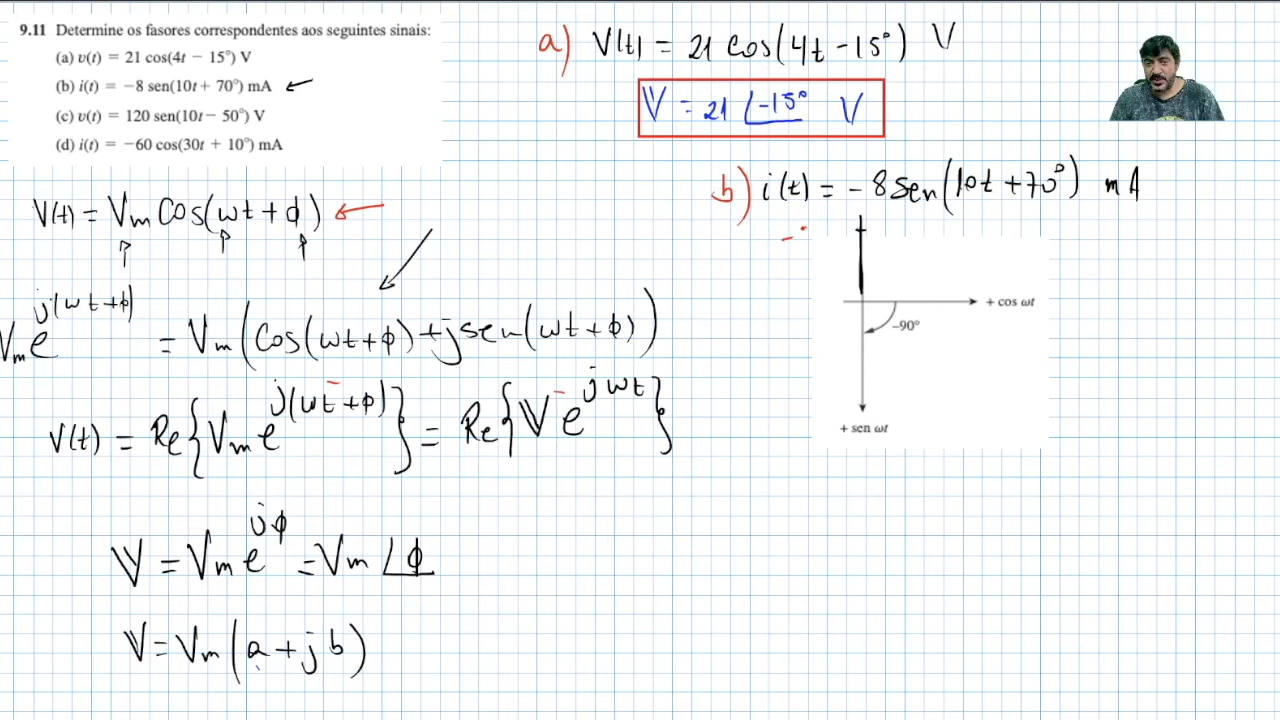 9.11 Determine os fasores correspondentes aos seguintes sinais:
(a) v(t) = 21 cos(4t − 15°) V
(b) i(t) = −8 sen(10t + 70°) mA
(c) v(t) = 120 sen(10t − 50°) V
(d) i(t) = −60 cos(30t + 10°) mA
V(t) = Vm Cos(ωt + ϕ)
Vm e^j(ωt+ϕ) = Vm (Cos(ωt+ϕ) + j sen(ωt+ϕ))
V(t) = Re{Vm e^j(ωt+ϕ)} = Re{𝕍 e^jωt}
𝕍 = Vm e^jϕ = Vm ∠ϕ
𝕍 = Vm (a + j b)
a) V(t) = 21 Cos(4t − 15°) V
𝕍 = 21 ∠−15° V
b) i(t) = − 8 sen(10t + 70°) mA
+ cos ωt
−90°
+ sen ωt